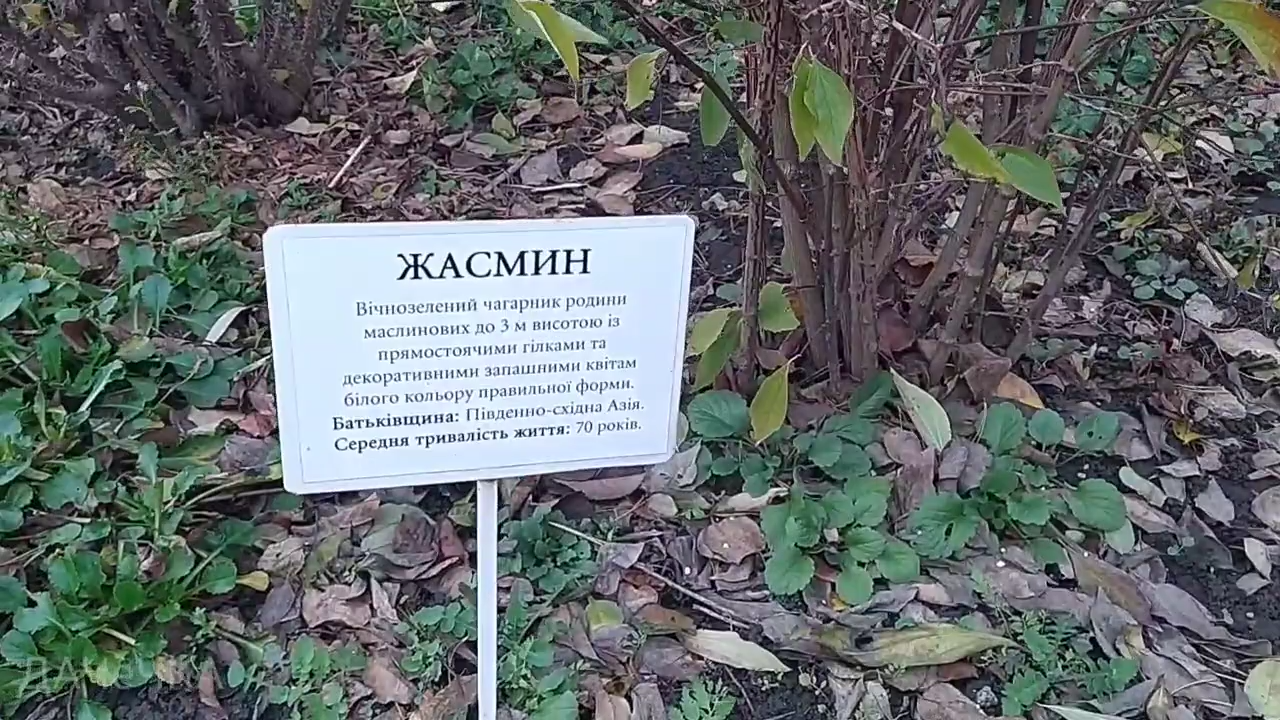 ЖАСМИН
Вічнозелений чагарник родини
маслинових до 3 м висотою із
прямостоячими гілками та
декоративними запашними квітам
білого кольору правильної форми.
Батьківщина: Південно-східна Азія.
Середня тривалість життя: 70 років.